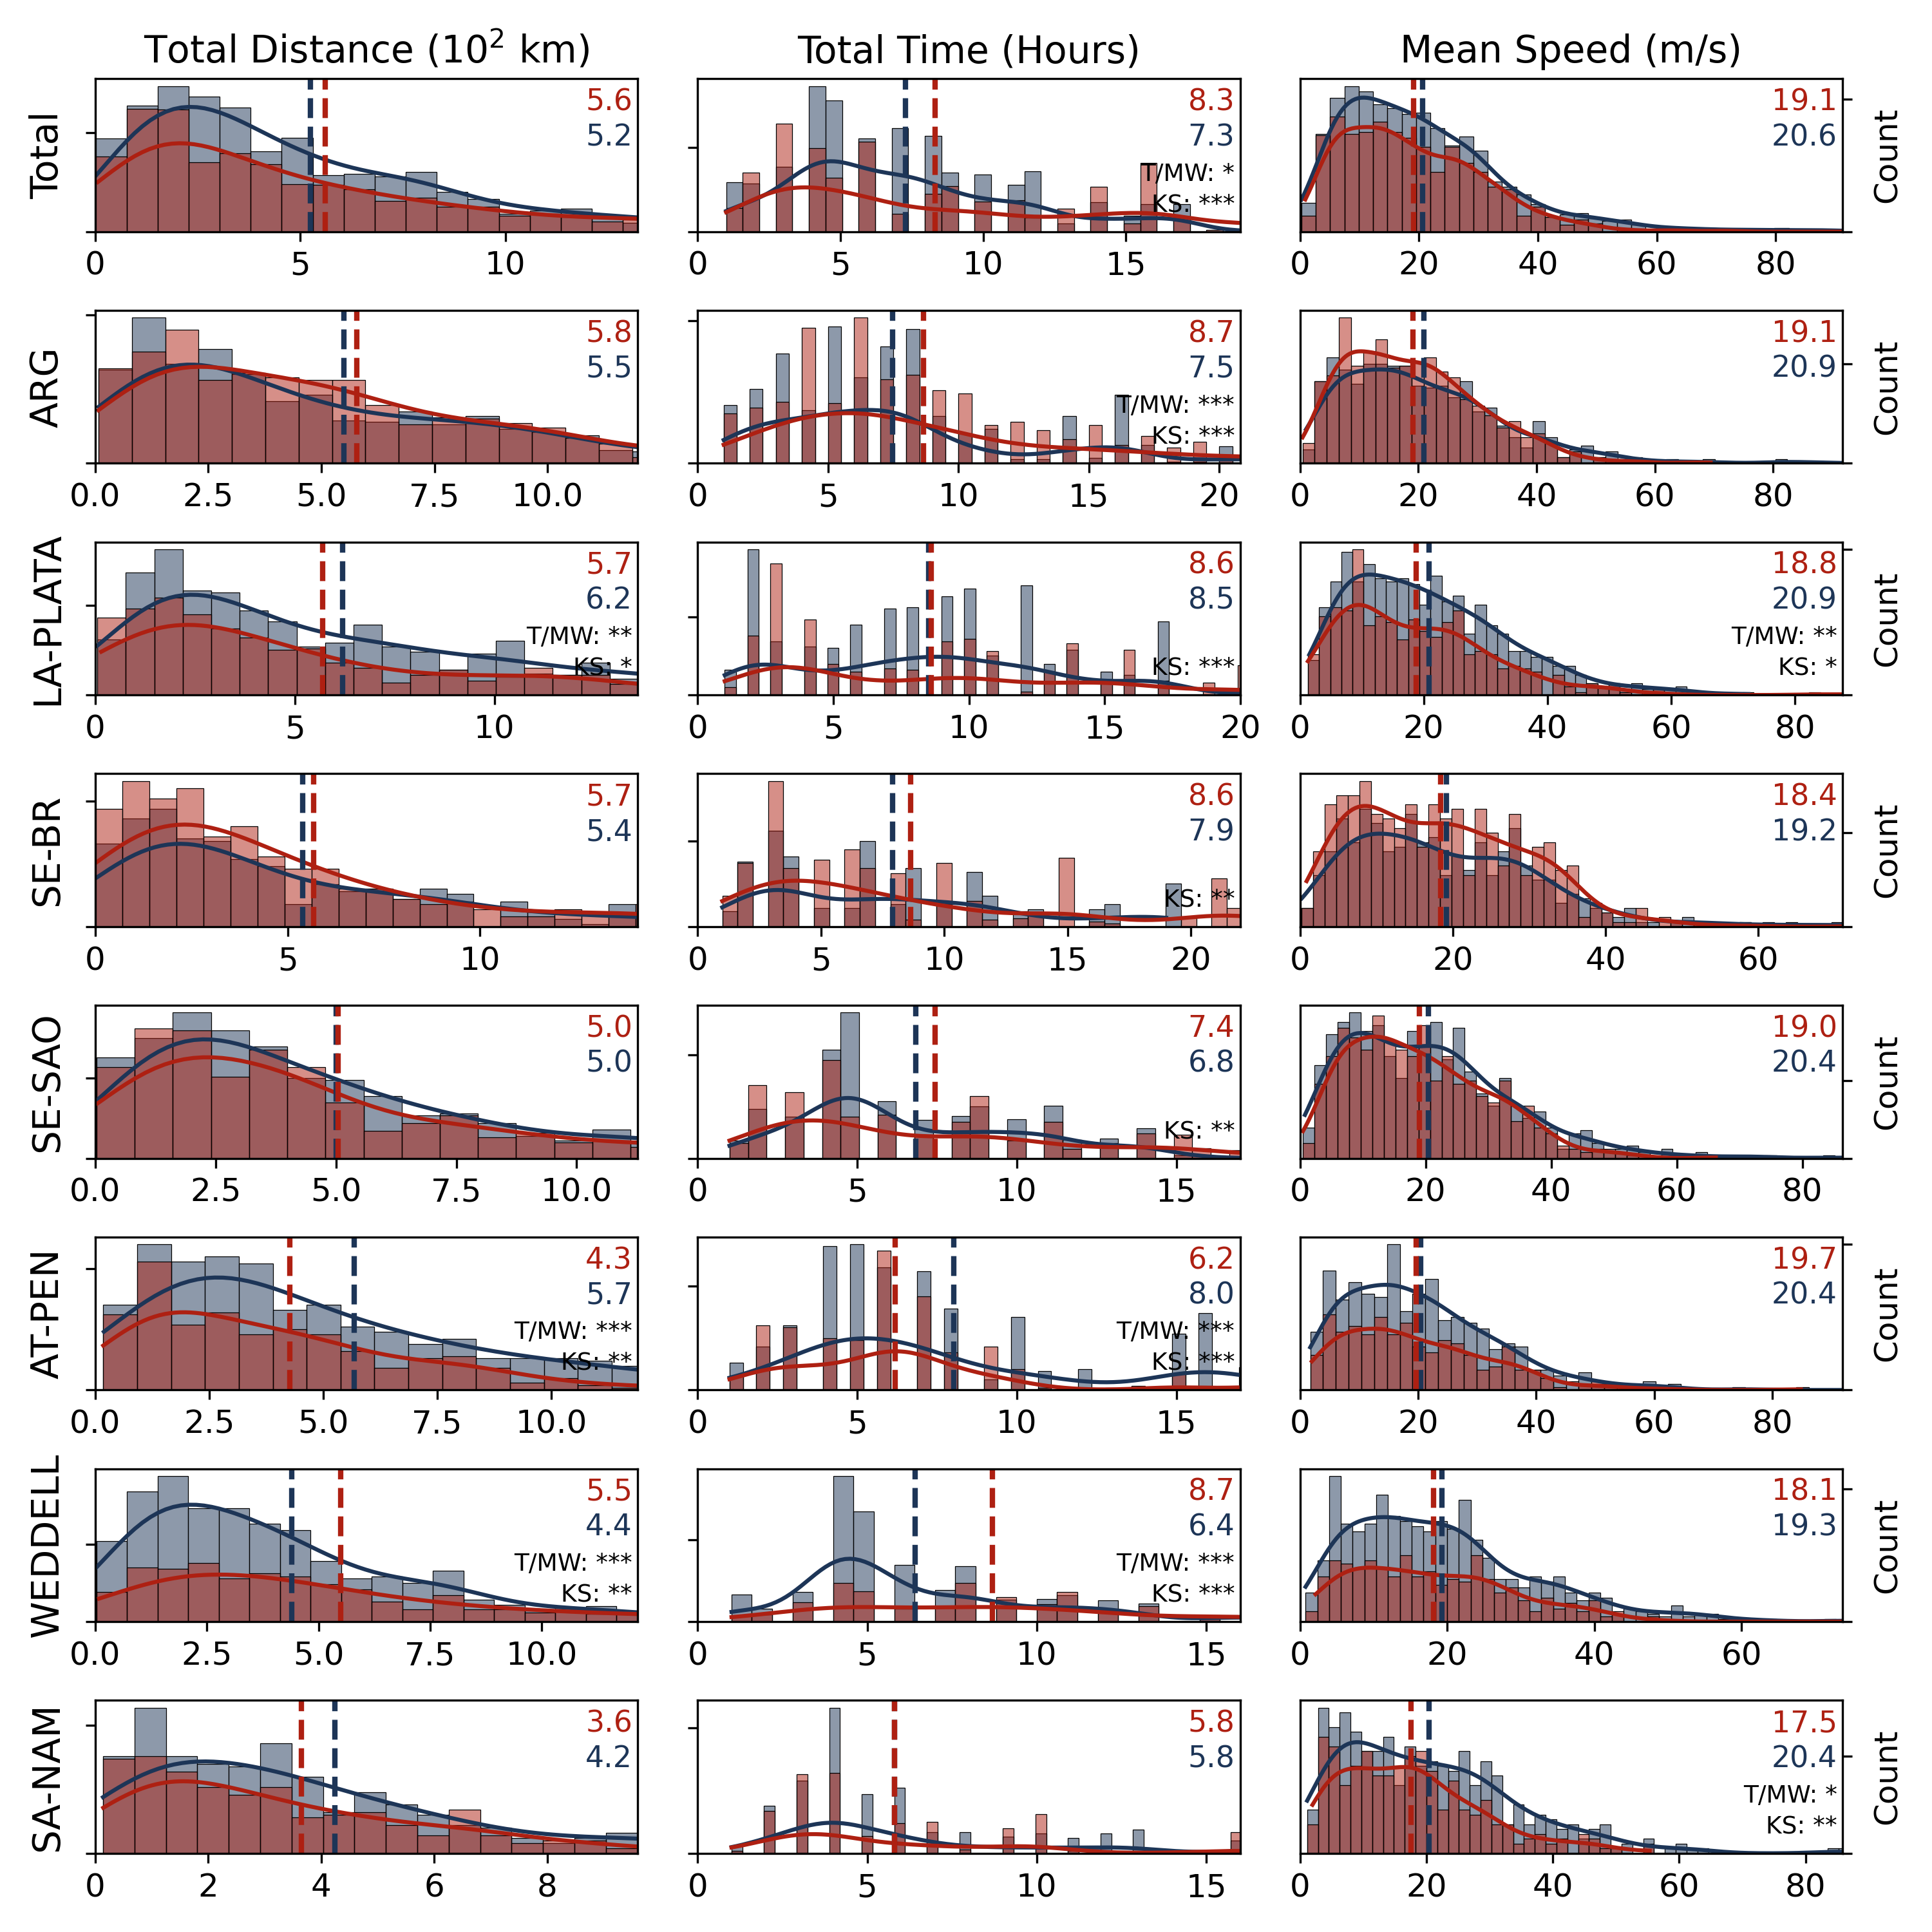 Total Distance (10² km) Total Time (Hours) Mean Speed (m/s)
Total
5.6
5.2
0 5 10
8.3
7.3
T/MW: *
KS: ***
0 5 10 15
19.1
20.6
0 20 40 60 80
Count
ARG
5.8
5.5
0.0 2.5 5.0 7.5 10.0
8.7
7.5
T/MW: ***
KS: ***
0 5 10 15 20
19.1
20.9
0 20 40 60 80
Count
LA-PLATA
5.7
6.2
T/MW: **
KS: *
0 5 10
8.6
8.5
KS: ***
0 5 10 15 20
18.8
20.9
T/MW: **
KS: *
0 20 40 60 80
Count
SE-BR
5.7
5.4
0 5 10
8.6
7.9
KS: **
0 5 10 15 20
18.4
19.2
0 20 40 60
Count
SE-SAO
5.0
5.0
0.0 2.5 5.0 7.5 10.0
7.4
6.8
KS: **
0 5 10 15
19.0
20.4
0 20 40 60 80
Count
AT-PEN
4.3
5.7
T/MW: ***
KS: **
0.0 2.5 5.0 7.5 10.0
6.2
8.0
T/MW: ***
KS: ***
0 5 10 15
19.7
20.4
0 20 40 60 80
Count
WEDDELL
5.5
4.4
T/MW: ***
KS: **
0.0 2.5 5.0 7.5 10.0
8.7
6.4
T/MW: ***
KS: ***
0 5 10 15
18.1
19.3
0 20 40 60
Count
SA-NAM
3.6
4.2
0 2 4 6 8
5.8
5.8
0 5 10 15
17.5
20.4
T/MW: *
KS: **
0 20 40 60 80
Count